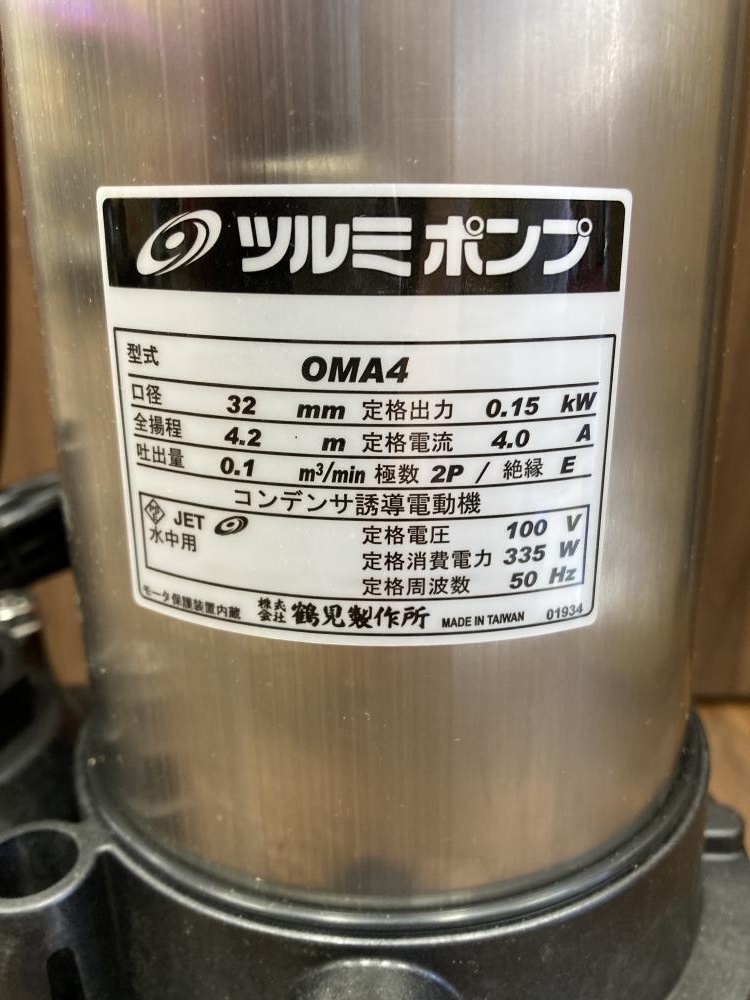 ツルミポンプ
型式 OMA4
口径 32 mm 定格出力 0.15 kW
全揚程 4.2 m 定格電流 4.0 A
吐出量 0.1 m³/min 極数 2P / 絶縁 E
コンデンサ誘導電動機
PSE JET 定格電圧 100 V
水中用 定格消費電力 335 W
定格周波数 50 Hz
モータ保護装置内蔵 株式会社 鶴見製作所 MADE IN TAIWAN 01934